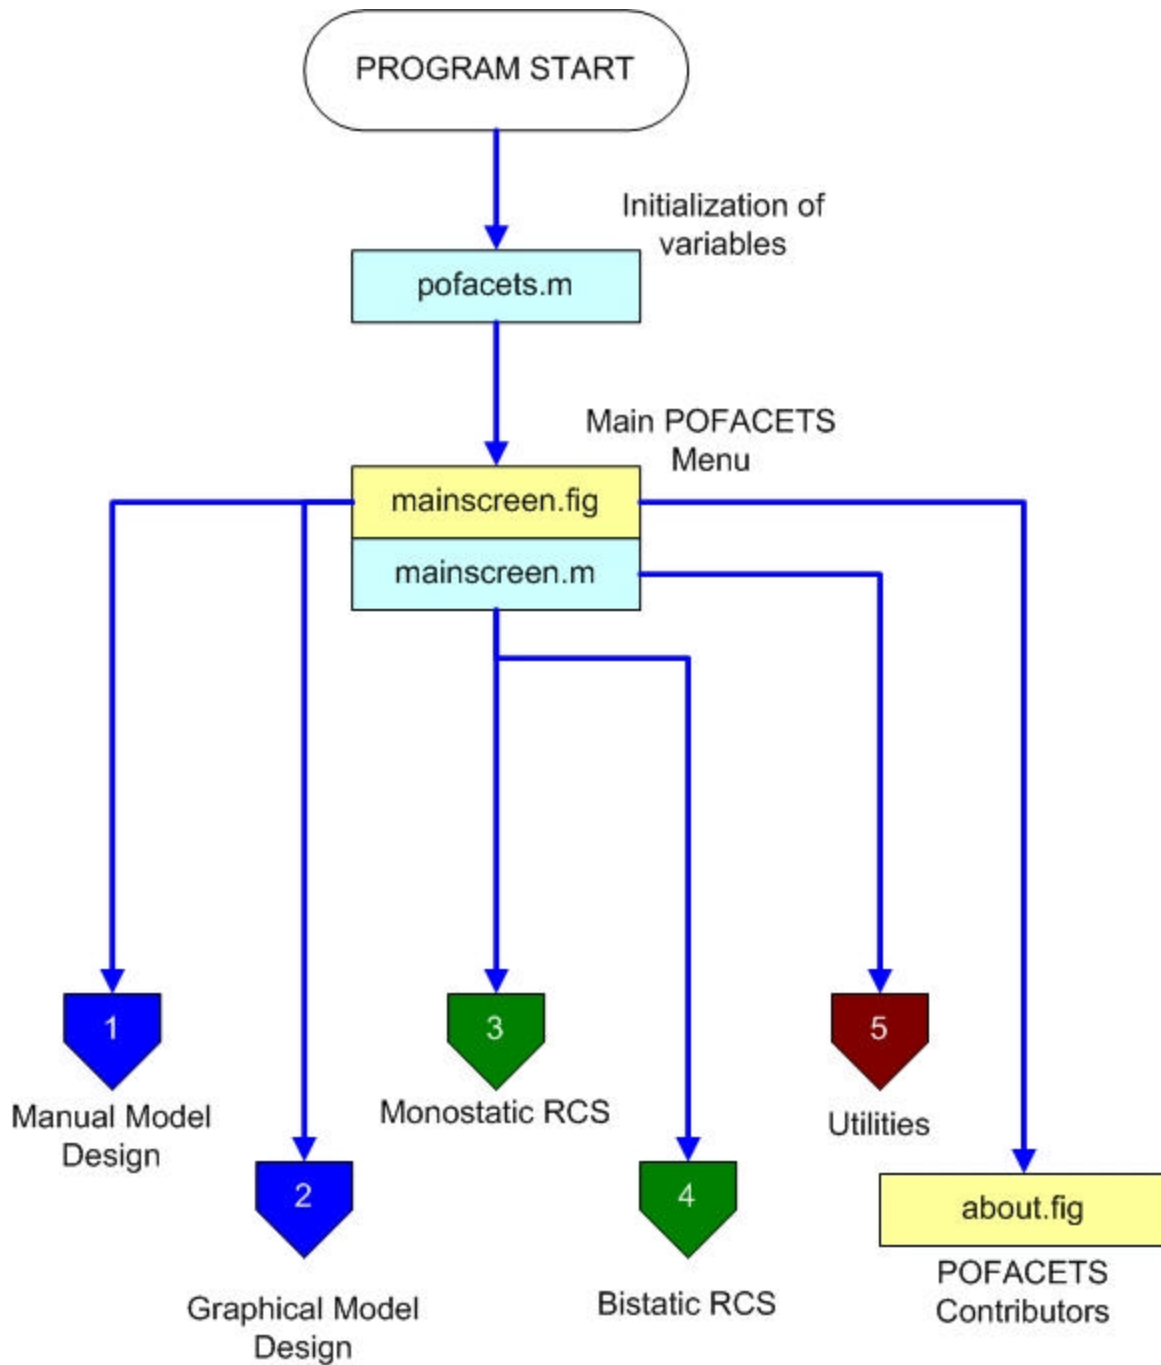 PROGRAM START
Initialization of
variables
pofacets.m
Main POFACETS
Menu
mainscreen.fig
mainscreen.m
1
Manual Model
Design
2
Graphical Model
Design
3
Monostatic RCS
4
Bistatic RCS
5
Utilities
about.fig
POFACETS
Contributors